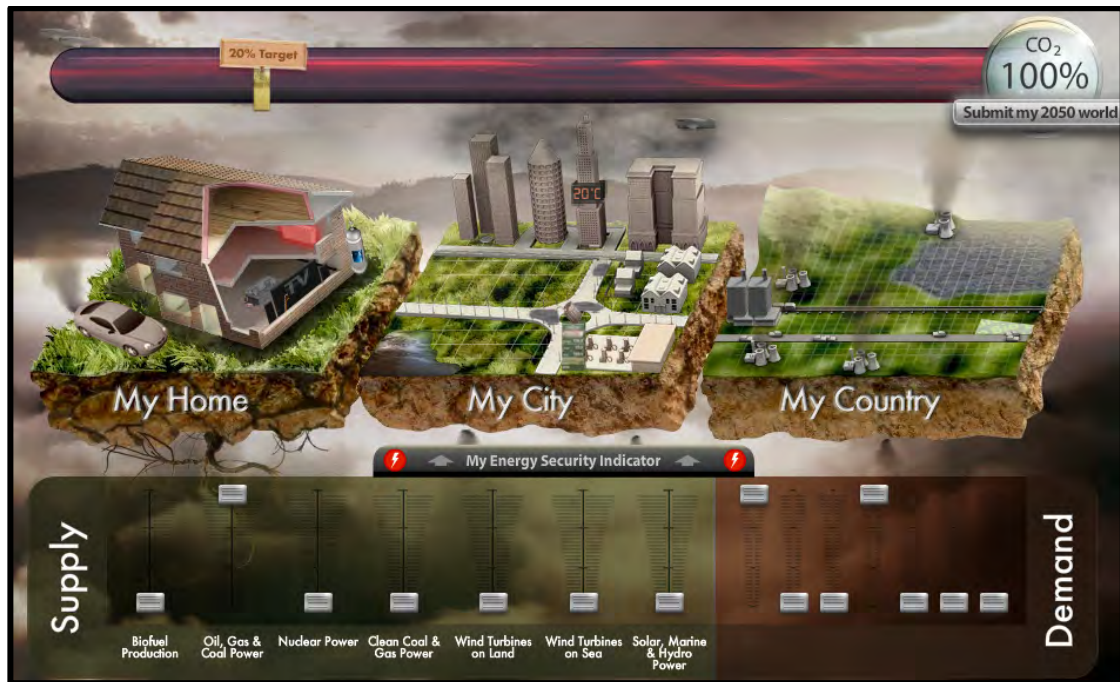 20% Target
CO₂
100%
Submit my 2050 world
20°C
TV
My Home
My City
My Country
My Energy Security Indicator
Supply
Biofuel
Production
Oil, Gas &
Coal Power
Nuclear Power
Clean Coal &
Gas Power
Wind Turbines
on Land
Wind Turbines
on Sea
Solar, Marine
& Hydro
Power
Demand